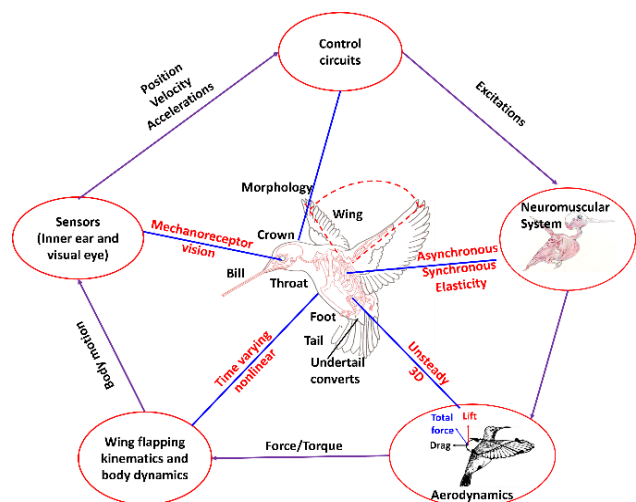 Control
circuits
Position
Velocity
Accelerations
Excitations
Morphology
Wing
Neuromuscular
System
Sensors
(Inner ear and
visual eye)
Mechanoreceptor
vision
Crown
Bill
Throat
Asynchronous
Synchronous
Elasticity
Foot
Tail
Undertail
converts
Time varying
nonlinear
Unsteady
3D
Body motion
Wing flapping
kinematics and
body dynamics
Force/Torque
Total
force
Lift
Drag
Aerodynamics